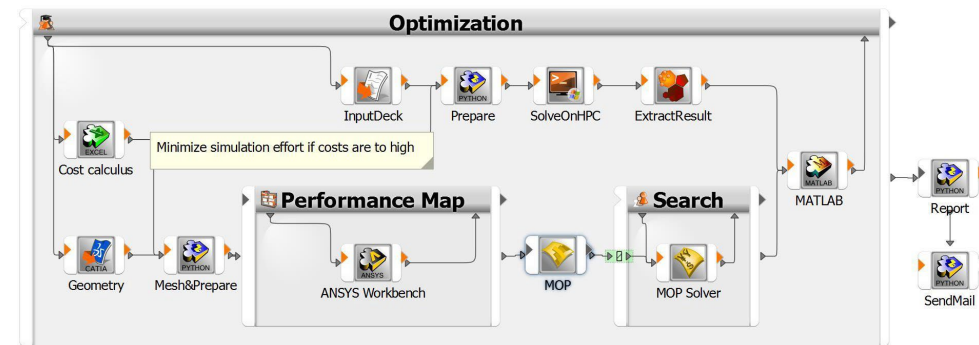 Optimization
InputDeck
PYTHON
Prepare
SolveOnHPC
ExtractResult
EXCEL
Cost calculus
Minimize simulation effort if costs are to high
MATLAB
MATLAB
PYTHON
Report
Performance Map
Search
CATIA
Geometry
PYTHON
Mesh&Prepare
ANSYS
ANSYS Workbench
MOP
MOP Solver
PYTHON
SendMail